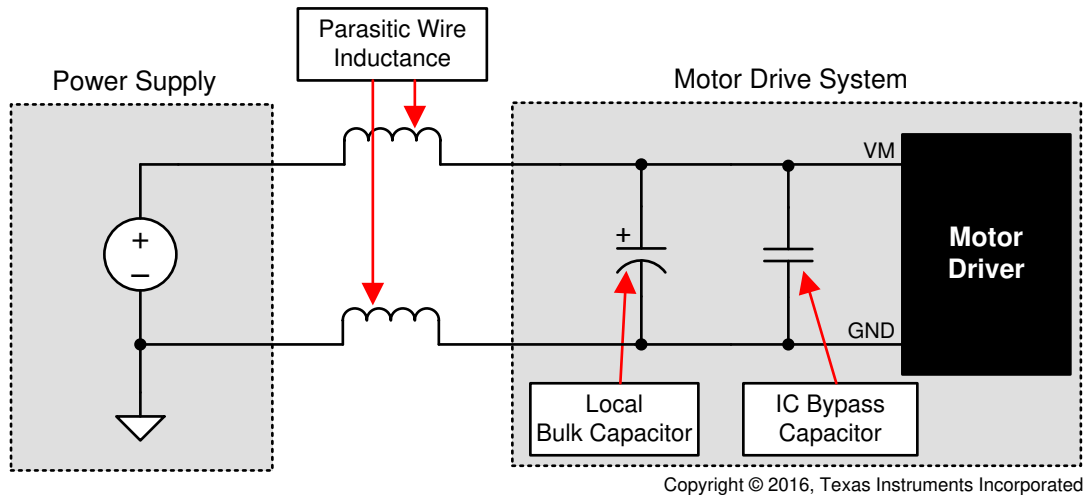 Parasitic Wire
Inductance
Power Supply
Motor Drive System
VM
+
–
+
Motor
Driver
GND
Local
Bulk Capacitor
IC Bypass
Capacitor
Copyright © 2016, Texas Instruments Incorporated